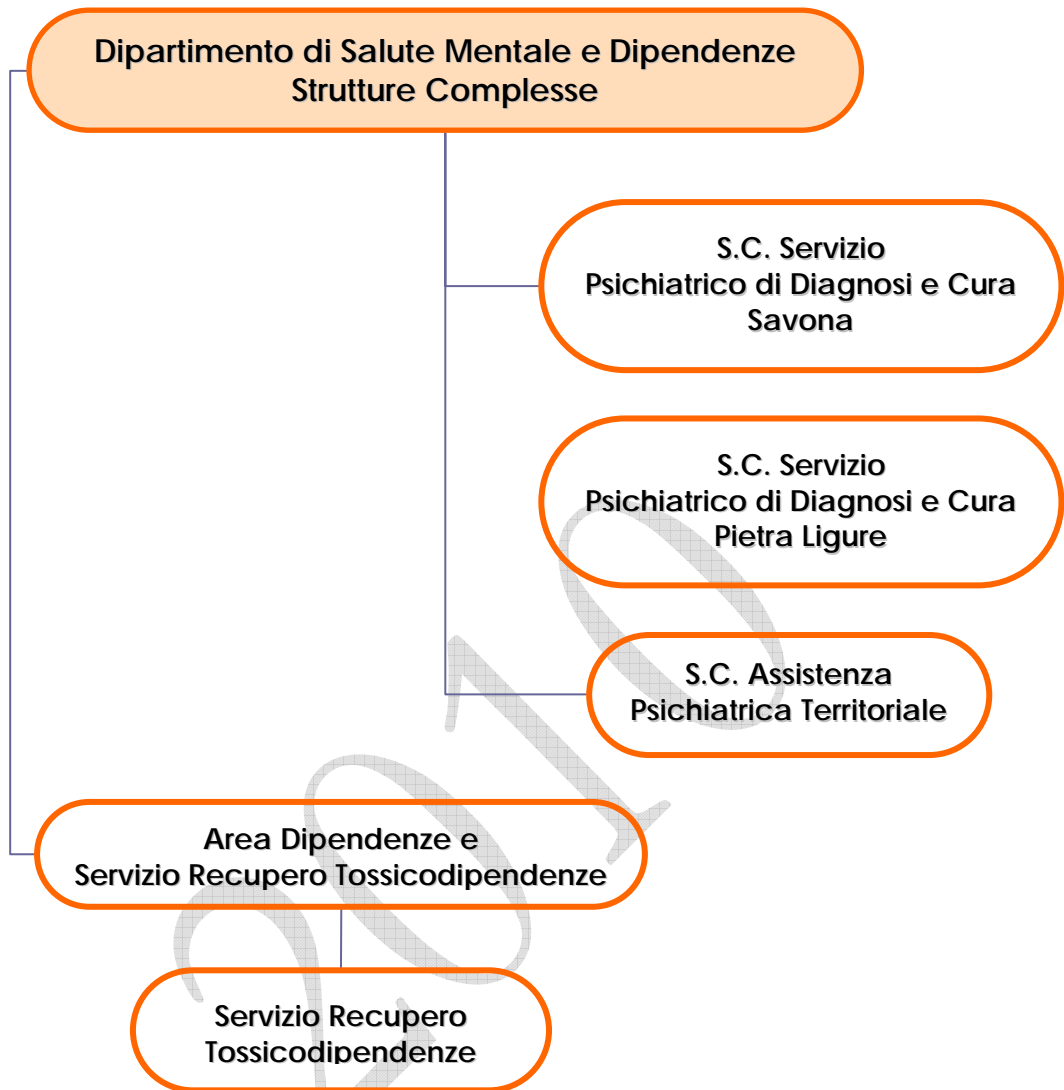 Dipartimento di Salute Mentale e Dipendenze
Strutture Complesse
S.C. Servizio
Psichiatrico di Diagnosi e Cura
Savona
S.C. Servizio
Psichiatrico di Diagnosi e Cura
Pietra Ligure
S.C. Assistenza
Psichiatrica Territoriale
Area Dipendenze e
Servizio Recupero Tossicodipendenze
Servizio Recupero
Tossicodipendenze
2010